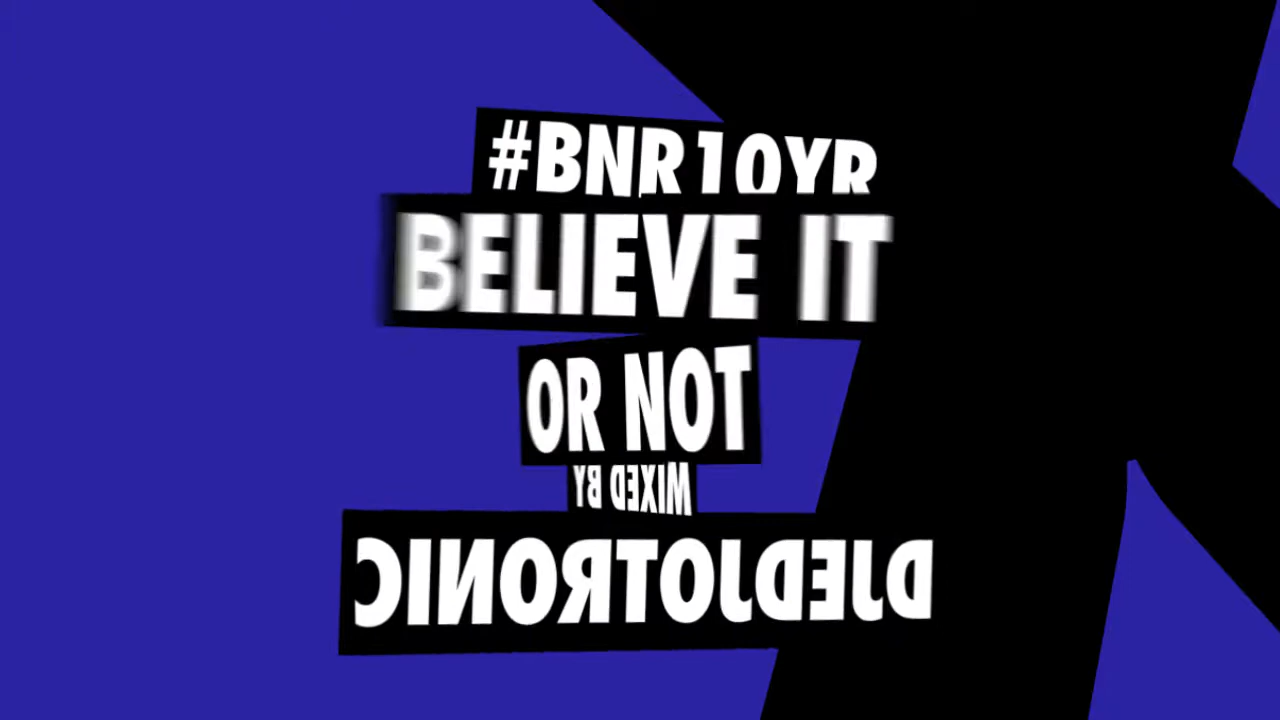 #BNR10YR
BELIEVE IT
OR NOT
MIXED BY
DJEDJOTRONIC